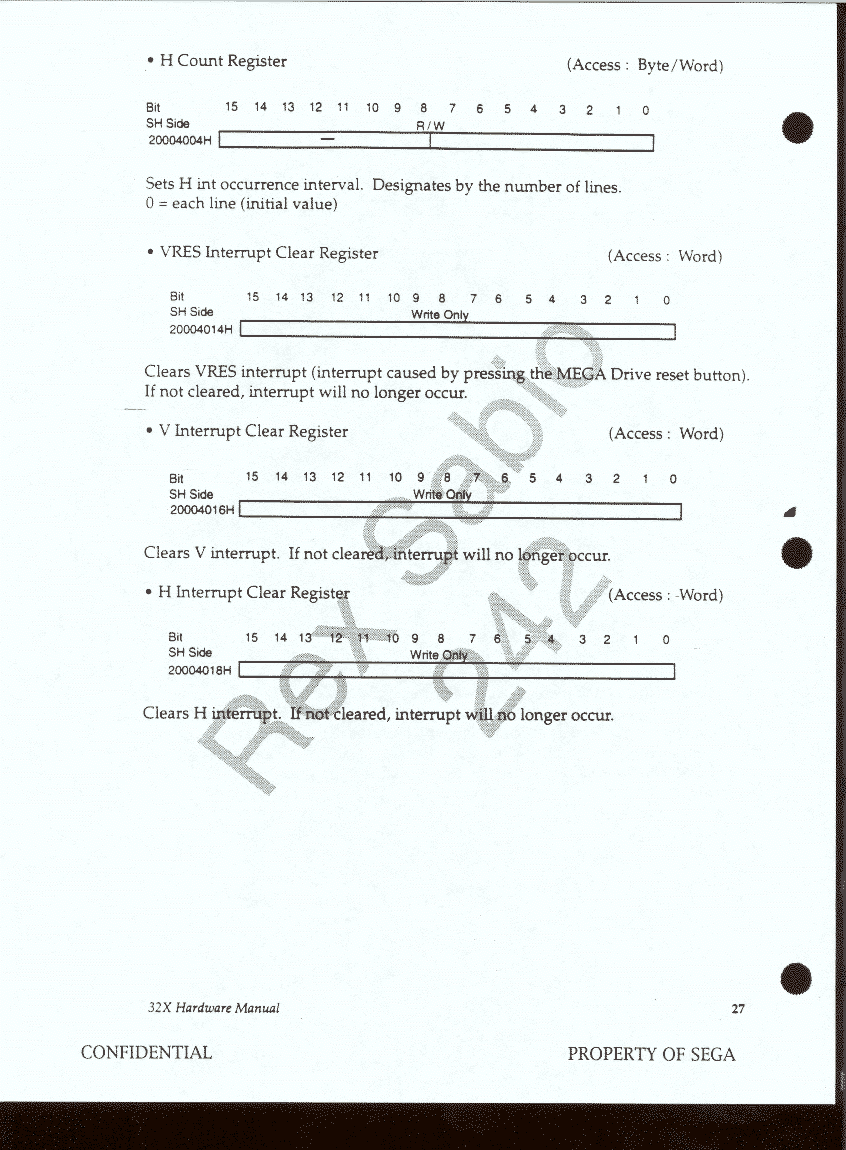 • H Count Register (Access : Byte/Word)
Bit 15 14 13 12 11 10 9 8 7 6 5 4 3 2 1 0
SH Side R/W
20004004H —
Sets H int occurrence interval. Designates by the number of lines.
0 = each line (initial value)
• VRES Interrupt Clear Register (Access : Word)
Bit 15 14 13 12 11 10 9 8 7 6 5 4 3 2 1 0
SH Side Write Only
20004014H
Clears VRES interrupt (interrupt caused by pressing the MEGA Drive reset button).
If not cleared, interrupt will no longer occur.
• V Interrupt Clear Register (Access : Word)
Bit 15 14 13 12 11 10 9 8 7 6 5 4 3 2 1 0
SH Side Write Only
20004016H
Clears V interrupt. If not cleared, interrupt will no longer occur.
• H Interrupt Clear Register (Access : Word)
Bit 15 14 13 12 11 10 9 8 7 6 5 4 3 2 1 0
SH Side Write Only
20004018H
Clears H interrupt. If not cleared, interrupt will no longer occur.
Rex Sabio
242
32X Hardware Manual 27
CONFIDENTIAL PROPERTY OF SEGA